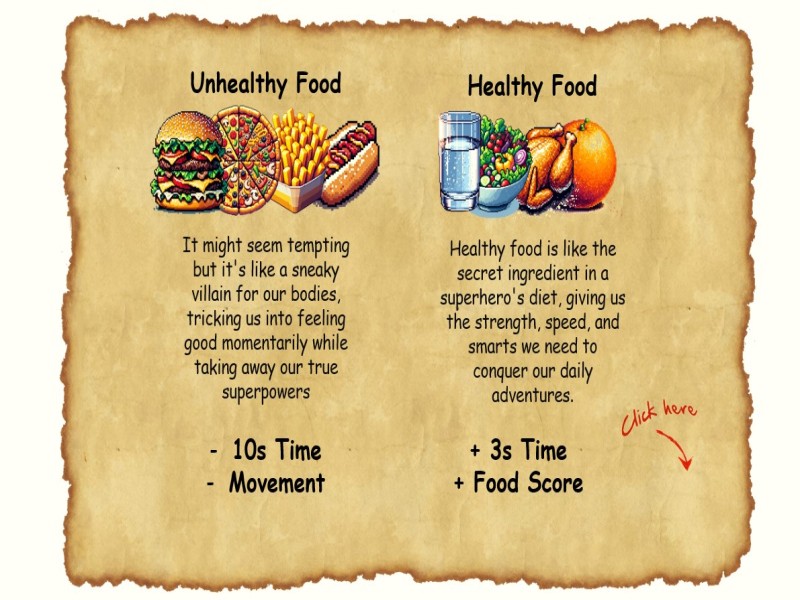 Unhealthy Food
It might seem tempting
but it's like a sneaky
villain for our bodies,
tricking us into feeling
good momentarily while
taking away our true
superpowers
- 10s Time
- Movement
Healthy Food
Healthy food is like the
secret ingredient in a
superhero's diet, giving us
the strength, speed, and
smarts we need to
conquer our daily
adventures.
+ 3s Time
+ Food Score
Click here